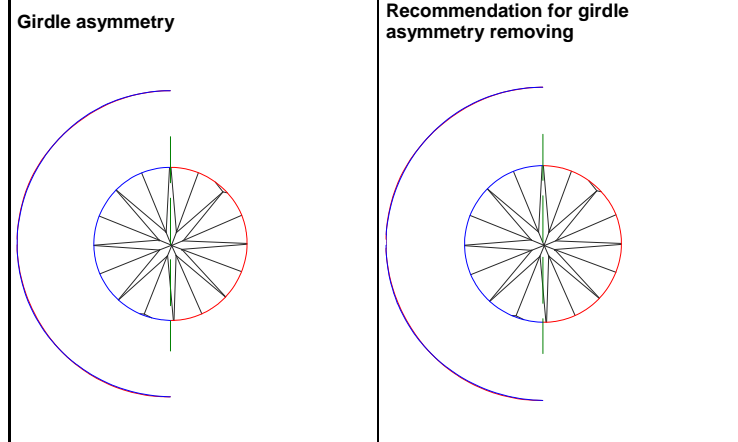 Girdle asymmetry
Recommendation for girdle
asymmetry removing